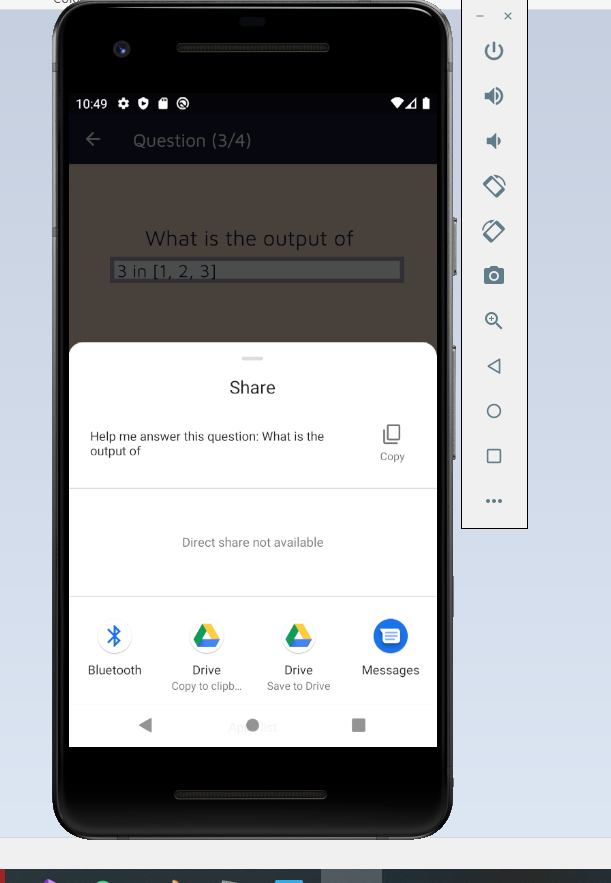 10:49
Question (3/4)
What is the output of
3 in [1, 2, 3]
Share
Help me answer this question: What is the
output of
Copy
Direct share not available
Bluetooth
Drive
Copy to clipb...
Drive
Save to Drive
Messages